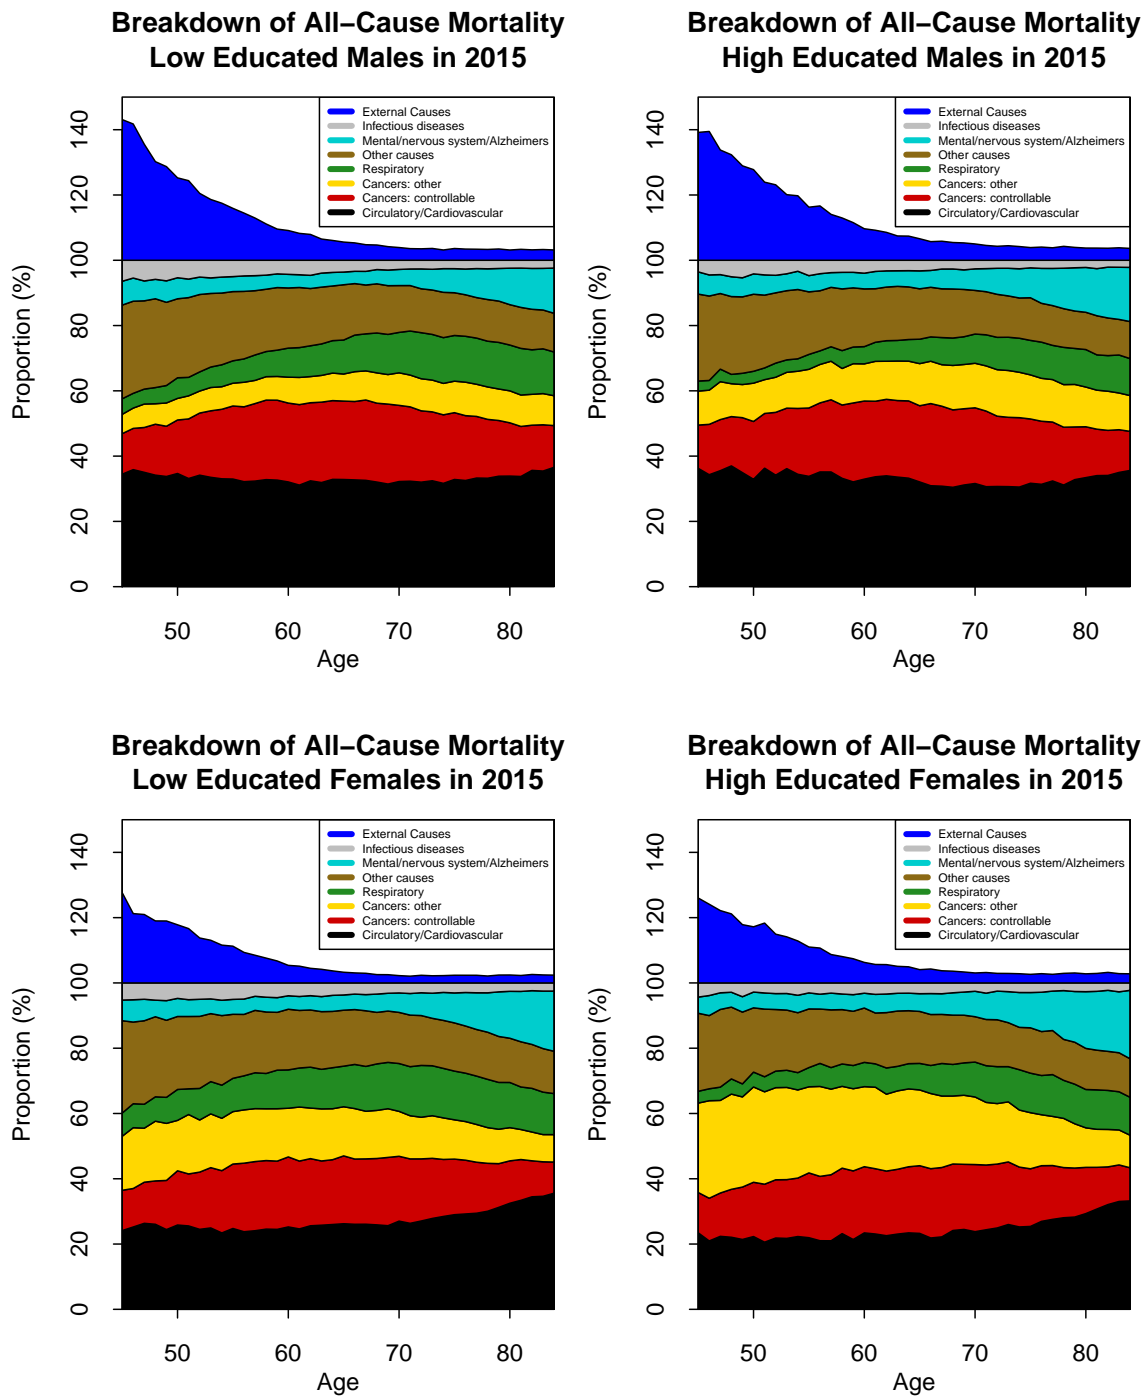 Breakdown of All−Cause Mortality
Low Educated Males in 2015
Proportion (%)
0 20 40 60 80 100 120 140
External Causes
Infectious diseases
Mental/nervous system/Alzheimers
Other causes
Respiratory
Cancers: other
Cancers: controllable
Circulatory/Cardiovascular
50 60 70 80
Age
Breakdown of All−Cause Mortality
High Educated Males in 2015
Proportion (%)
0 20 40 60 80 100 120 140
External Causes
Infectious diseases
Mental/nervous system/Alzheimers
Other causes
Respiratory
Cancers: other
Cancers: controllable
Circulatory/Cardiovascular
50 60 70 80
Age
Breakdown of All−Cause Mortality
Low Educated Females in 2015
Proportion (%)
0 20 40 60 80 100 120 140
External Causes
Infectious diseases
Mental/nervous system/Alzheimers
Other causes
Respiratory
Cancers: other
Cancers: controllable
Circulatory/Cardiovascular
50 60 70 80
Age
Breakdown of All−Cause Mortality
High Educated Females in 2015
Proportion (%)
0 20 40 60 80 100 120 140
External Causes
Infectious diseases
Mental/nervous system/Alzheimers
Other causes
Respiratory
Cancers: other
Cancers: controllable
Circulatory/Cardiovascular
50 60 70 80
Age